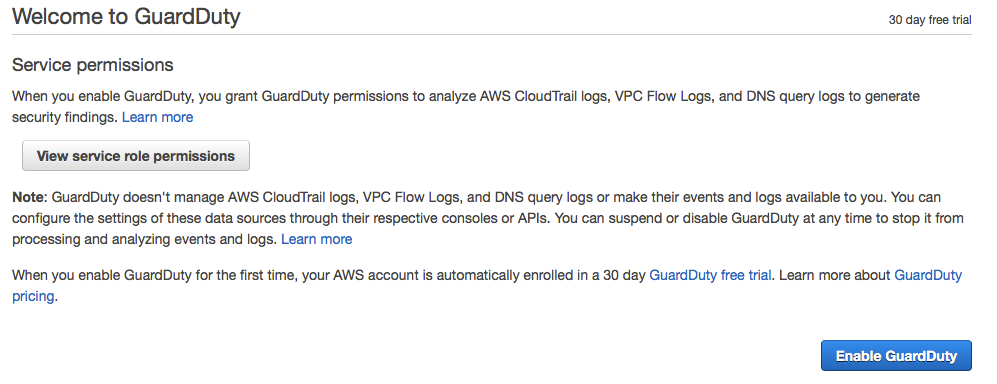 Welcome to GuardDuty
30 day free trial
Service permissions
When you enable GuardDuty, you grant GuardDuty permissions to analyze AWS CloudTrail logs, VPC Flow Logs, and DNS query logs to generate
security findings. Learn more
View service role permissions
Note: GuardDuty doesn't manage AWS CloudTrail logs, VPC Flow Logs, and DNS query logs or make their events and logs available to you. You can
configure the settings of these data sources through their respective consoles or APIs. You can suspend or disable GuardDuty at any time to stop it from
processing and analyzing events and logs. Learn more
When you enable GuardDuty for the first time, your AWS account is automatically enrolled in a 30 day GuardDuty free trial. Learn more about GuardDuty
pricing.
Enable GuardDuty